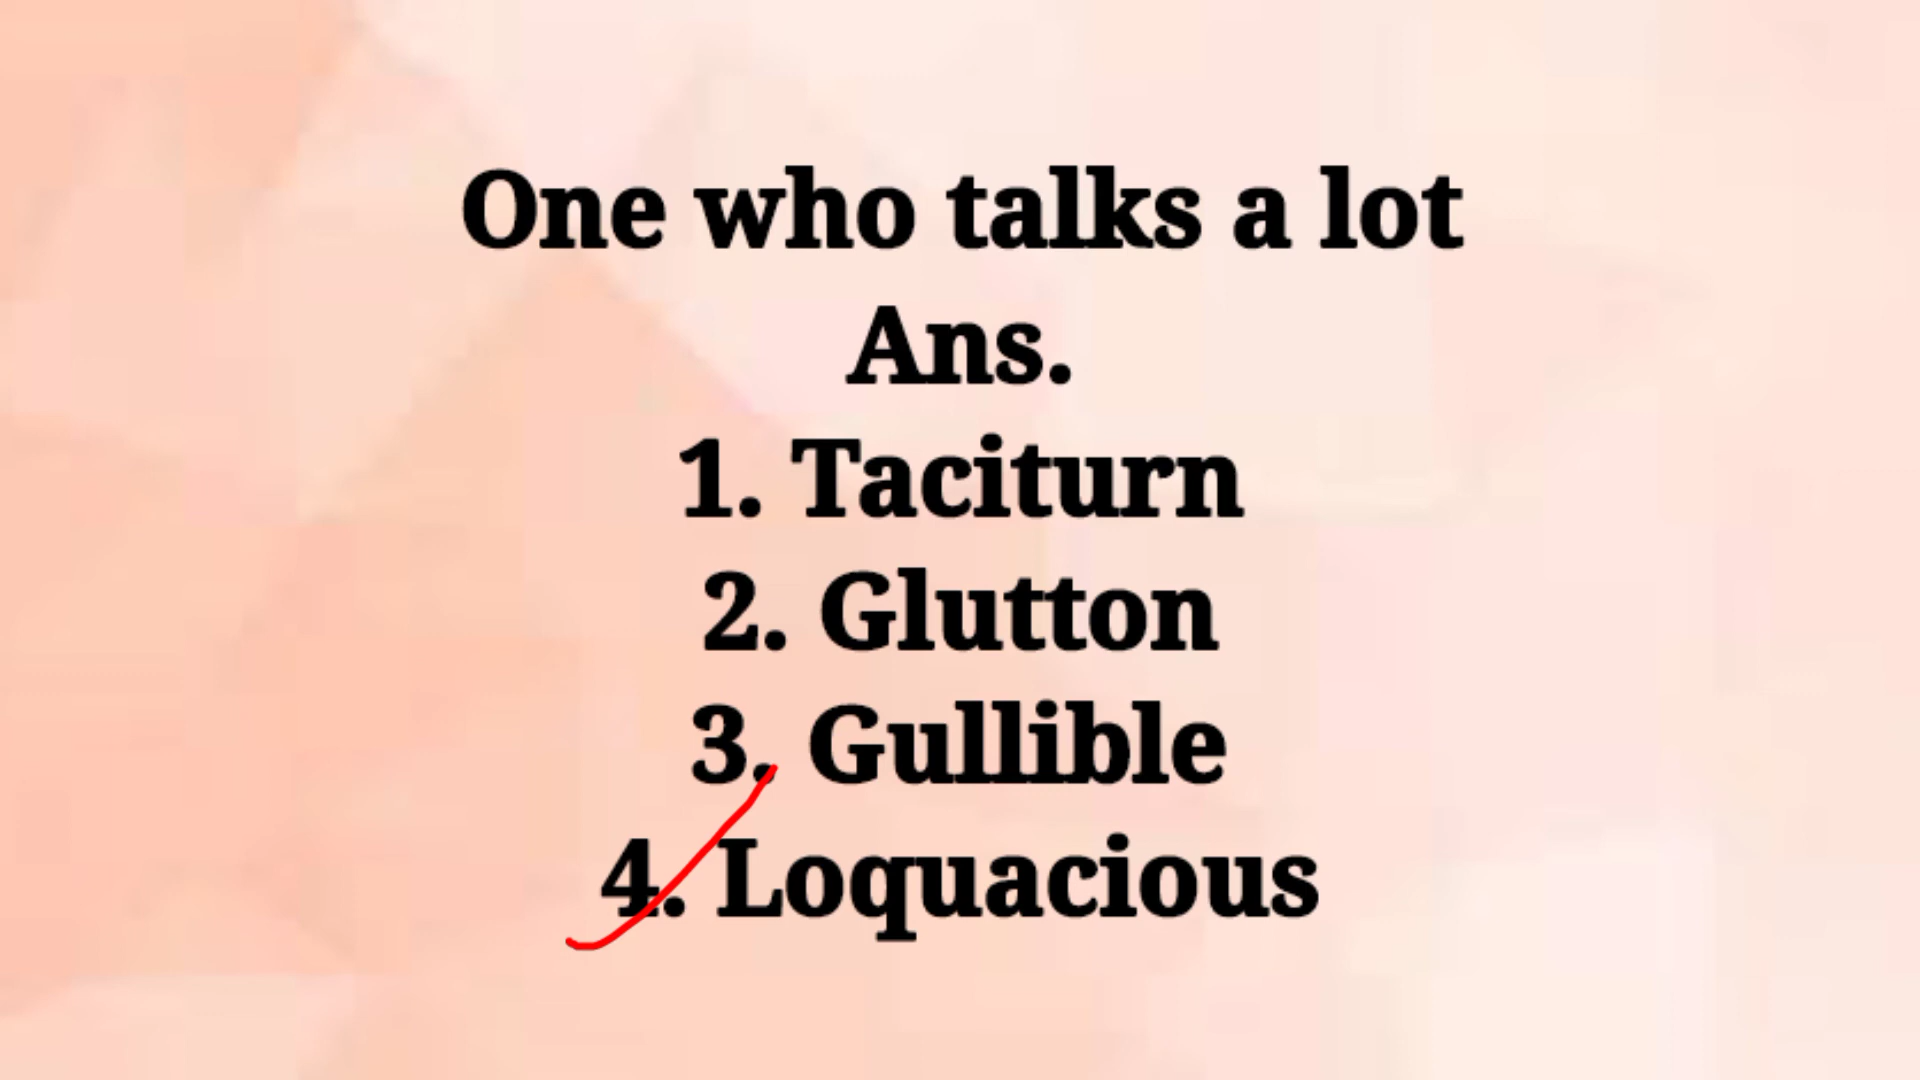 One who talks a lot
Ans.
1. Taciturn
2. Glutton
3. Gullible
4. Loquacious